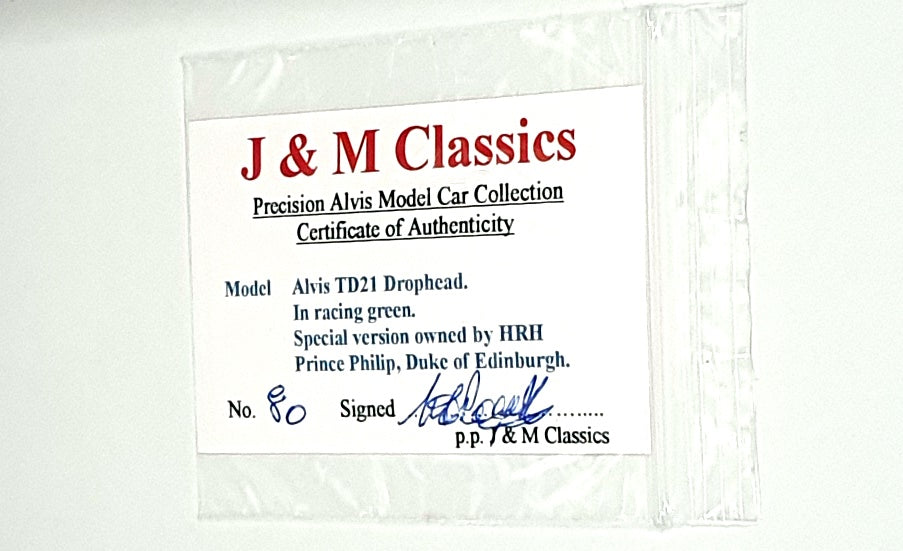 J & M Classics
Precision Alvis Model Car Collection
Certificate of Authenticity
Model Alvis TD21 Drophead.
In racing green.
Special version owned by HRH
Prince Philip, Duke of Edinburgh.
No. 80 Signed ..........
p.p. J & M Classics